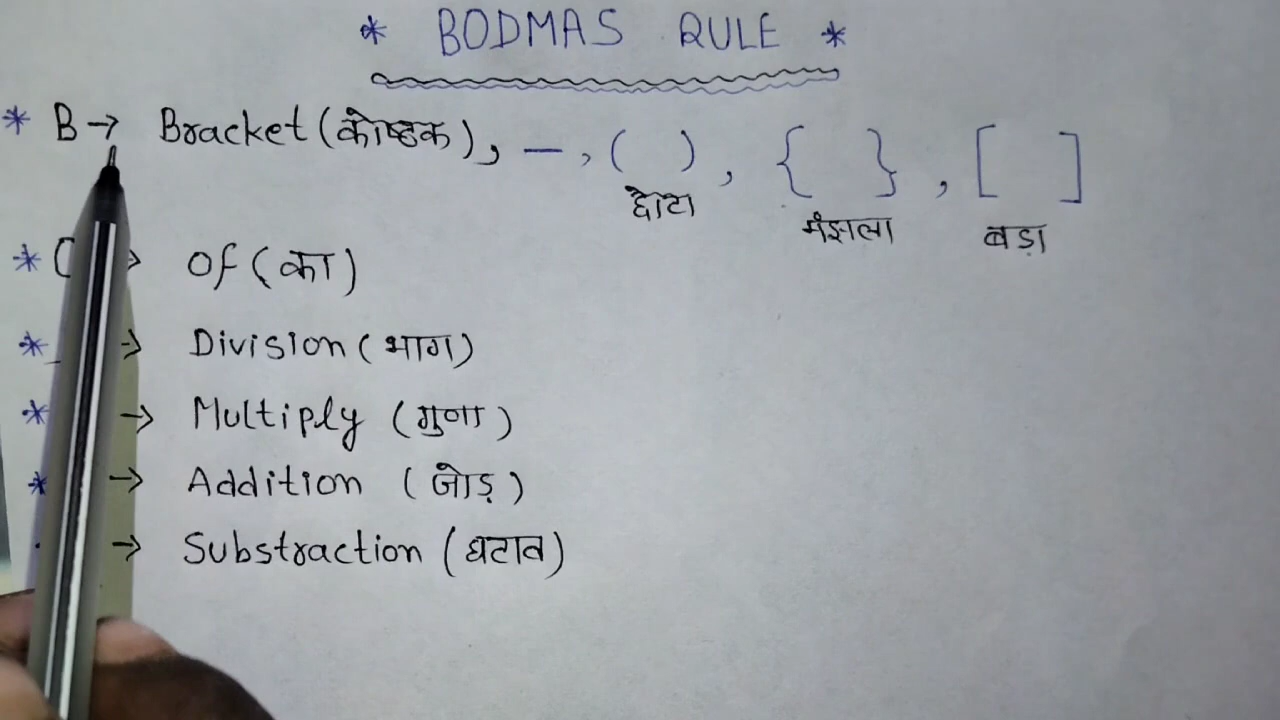 * BODMAS RULE *
* B → Bracket (कोष्ठक), —, ( ), { }, [ ]
छोटा मंझला बड़ा
* O → Of (का)
* → Division (भाग)
* → Multiply (गुणा)
* → Addition (जोड़)
→ Substraction (घटाव)